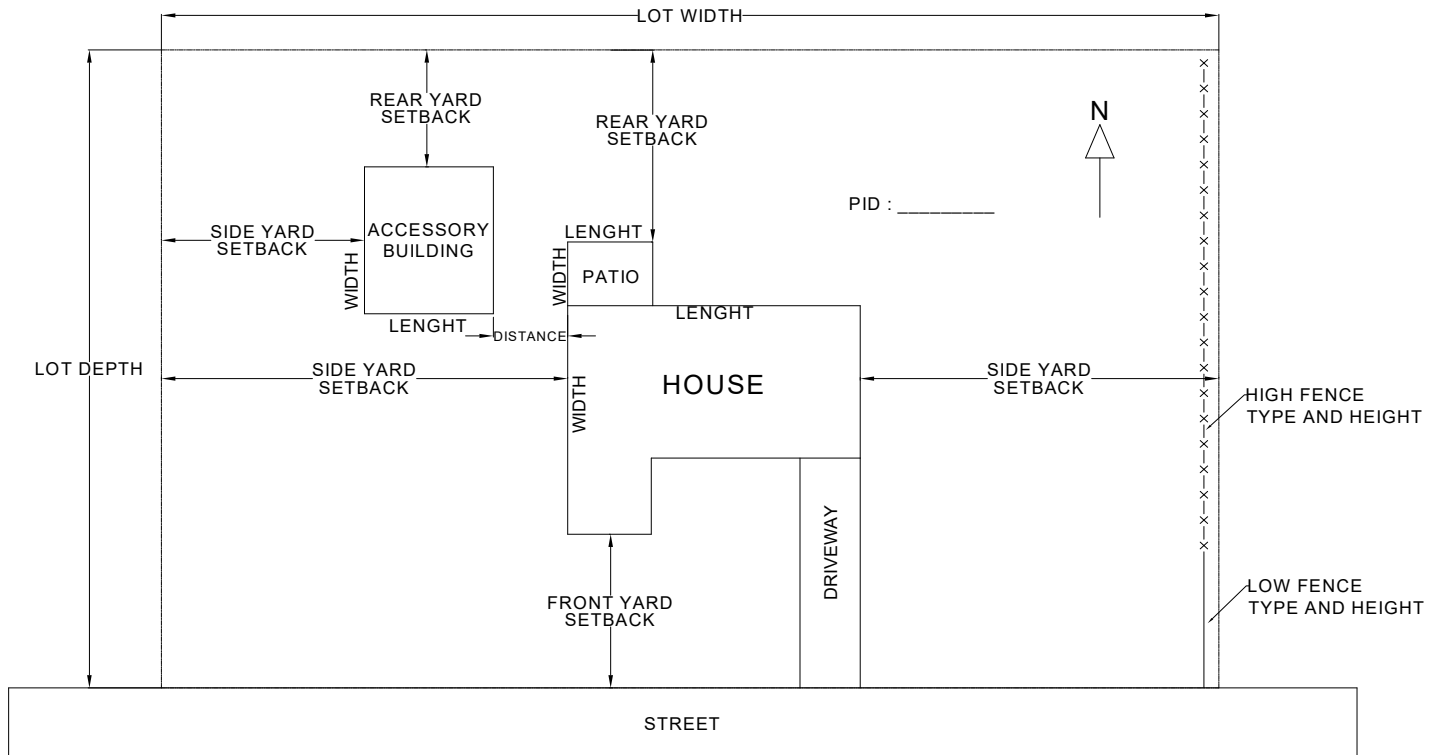 LOT WIDTH
REAR YARD
SETBACK
REAR YARD
SETBACK
N
PID : _________
SIDE YARD
SETBACK
ACCESSORY
BUILDING
WIDTH
LENGHT
LENGHT
WIDTH
PATIO
LENGHT
DISTANCE
LOT DEPTH
SIDE YARD
SETBACK
WIDTH
HOUSE
SIDE YARD
SETBACK
HIGH FENCE
TYPE AND HEIGHT
DRIVEWAY
FRONT YARD
SETBACK
LOW FENCE
TYPE AND HEIGHT
STREET